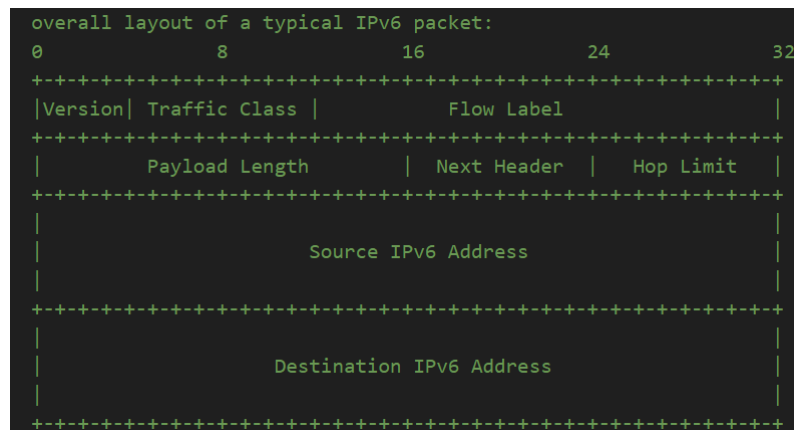 overall layout of a typical IPv6 packet:
0               8               16              24              32
+-+-+-+-+-+-+-+-+-+-+-+-+-+-+-+-+-+-+-+-+-+-+-+-+-+-+-+-+-+-+-+-+
|Version| Traffic Class |           Flow Label                  |
+-+-+-+-+-+-+-+-+-+-+-+-+-+-+-+-+-+-+-+-+-+-+-+-+-+-+-+-+-+-+-+-+
|         Payload Length        |  Next Header  |   Hop Limit   |
+-+-+-+-+-+-+-+-+-+-+-+-+-+-+-+-+-+-+-+-+-+-+-+-+-+-+-+-+-+-+-+-+
|                                                               |
|                       Source IPv6 Address                     |
|                                                               |
+-+-+-+-+-+-+-+-+-+-+-+-+-+-+-+-+-+-+-+-+-+-+-+-+-+-+-+-+-+-+-+-+
|                                                               |
|                    Destination IPv6 Address                   |
|                                                               |
+-+-+-+-+-+-+-+-+-+-+-+-+-+-+-+-+-+-+-+-+-+-+-+-+-+-+-+-+-+-+-+-+